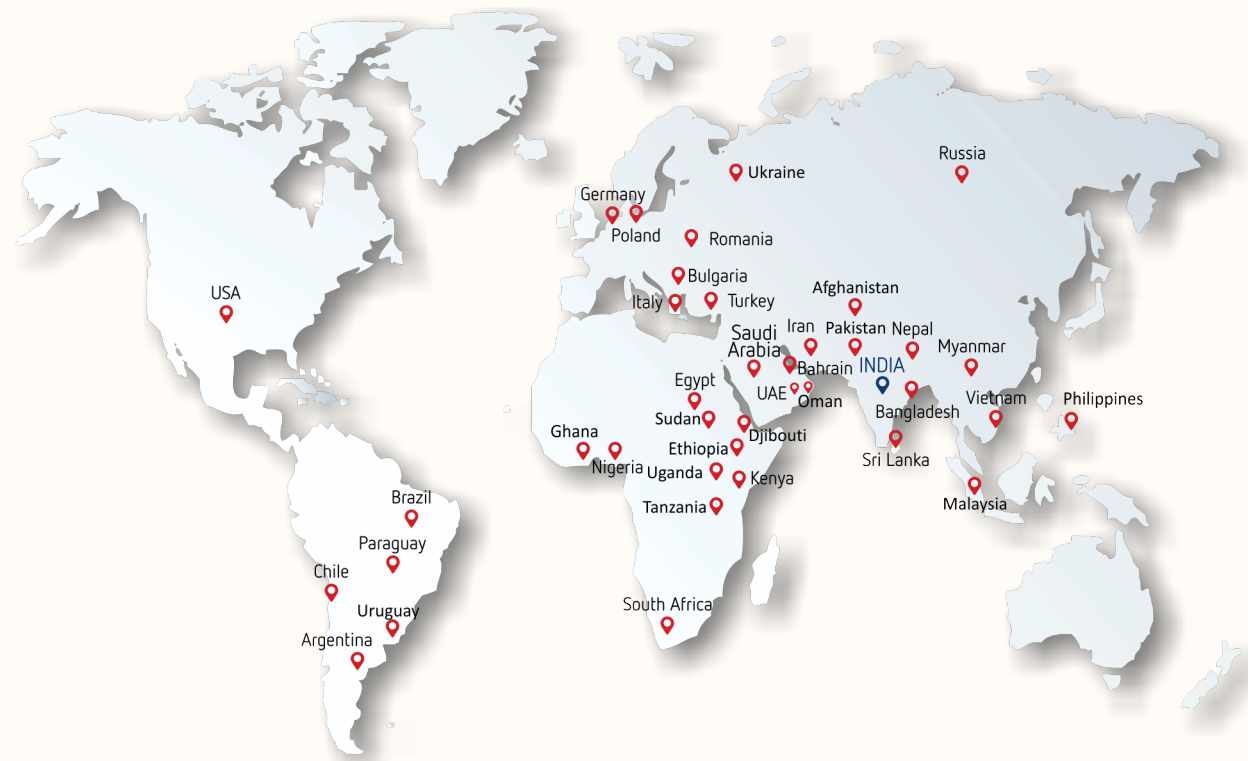 Russia
Ukraine
Germany
Poland
Romania
Bulgaria
Italy
Turkey
USA
Afghanistan
Iran
Pakistan
Nepal
Saudi
Arabia
Myanmar
Bahrain
INDIA
Egypt
UAE
Oman
Vietnam
Philippines
Bangladesh
Sudan
Djibouti
Ghana
Ethiopia
Sri Lanka
Nigeria
Uganda
Kenya
Brazil
Malaysia
Tanzania
Paraguay
Chile
South Africa
Uruguay
Argentina